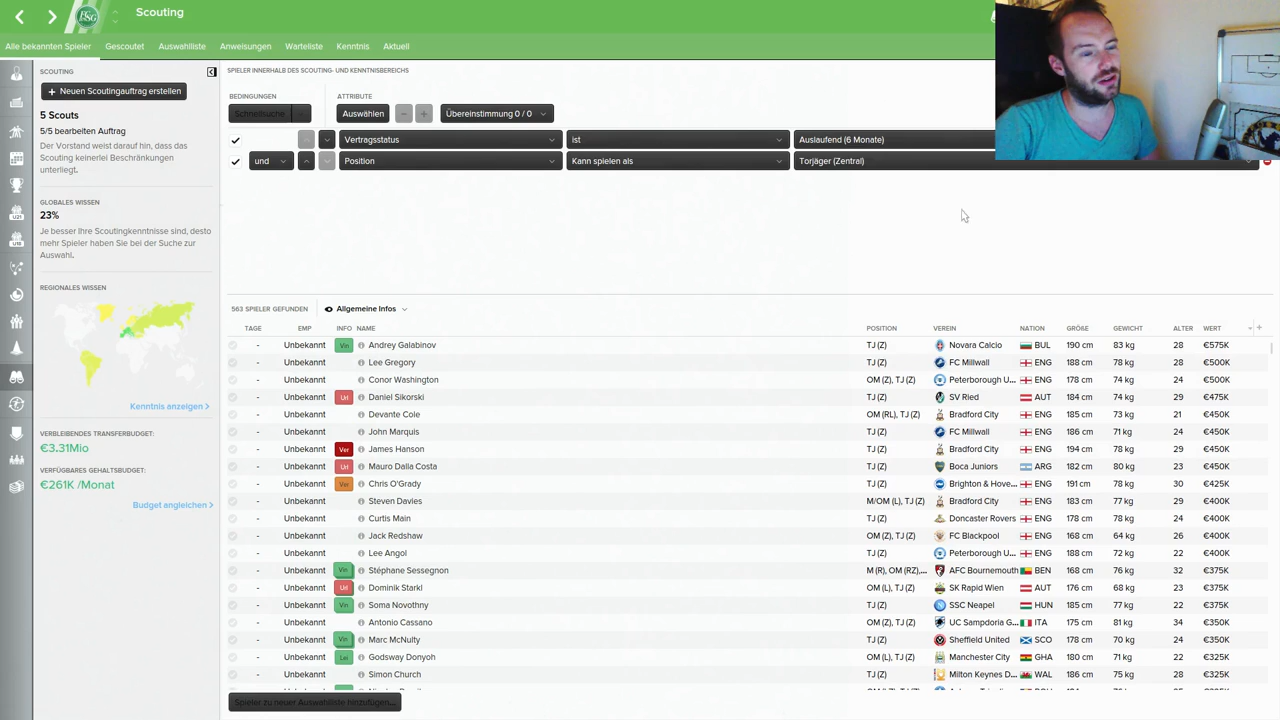 FCSG
Scouting
Alle bekannten Spieler Gescoutet Auswahlliste Anweisungen Warteliste Kenntnis Aktuell
SCOUTING
+ Neuen Scoutingauftrag erstellen
5 Scouts
5/5 bearbeiten Auftrag
Der Vorstand weist darauf hin, dass das
Scouting keinerlei Beschränkungen
unterliegt.
GLOBALES WISSEN
23%
Je besser Ihre Scoutingkenntnisse sind, desto
mehr Spieler haben Sie bei der Suche zur
Auswahl.
REGIONALES WISSEN
Kenntnis anzeigen >
VERBLEIBENDES TRANSFERBUDGET:
€3.31Mio
VERFÜGBARES GEHALTSBUDGET:
€261K /Monat
Budget angleichen >
U21
U18
SPIELER INNERHALB DES SCOUTING- UND KENNTNISBEREICHS
BEDINGUNGEN ATTRIBUTE
Schnellsuche Auswählen − + Übereinstimmung 0 / 0
Vertragsstatus ist Auslaufend (6 Monate)
und Position Kann spielen als Torjäger (Zentral)
563 SPIELER GEFUNDEN Allgemeine Infos
TAGE EMP INFO NAME POSITION VEREIN NATION GRÖßE GEWICHT ALTER WERT +
- Unbekannt Vin Andrey Galabinov TJ (Z) Novara Calcio BUL 190 cm 83 kg 28 €575K
- Unbekannt Lee Gregory TJ (Z) FC Millwall ENG 188 cm 78 kg 28 €500K
- Unbekannt Conor Washington OM (Z), TJ (Z) Peterborough U... ENG 178 cm 74 kg 24 €500K
- Unbekannt Url Daniel Sikorski TJ (Z) SV Ried AUT 184 cm 74 kg 29 €475K
- Unbekannt Devante Cole OM (RL), TJ (Z) Bradford City ENG 185 cm 73 kg 21 €450K
- Unbekannt John Marquis TJ (Z) FC Millwall ENG 186 cm 71 kg 24 €450K
- Unbekannt Ver James Hanson TJ (Z) Bradford City ENG 194 cm 78 kg 29 €450K
- Unbekannt Url Mauro Dalla Costa TJ (Z) Boca Juniors ARG 182 cm 80 kg 23 €450K
- Unbekannt Ver Chris O'Grady TJ (Z) Brighton & Hove... ENG 191 cm 78 kg 30 €425K
- Unbekannt Steven Davies M/OM (L), TJ (Z) Bradford City ENG 183 cm 77 kg 29 €400K
- Unbekannt Curtis Main TJ (Z) Doncaster Rovers ENG 178 cm 78 kg 24 €400K
- Unbekannt Jack Redshaw OM (Z), TJ (Z) FC Blackpool ENG 168 cm 64 kg 26 €400K
- Unbekannt Lee Angol TJ (Z) Peterborough U... ENG 188 cm 72 kg 22 €400K
- Unbekannt Vin Stéphane Sessegnon M (R), OM (RZ),... AFC Bournemouth BEN 168 cm 76 kg 32 €375K
- Unbekannt Url Dominik Starkl OM (L), TJ (Z) SK Rapid Wien AUT 176 cm 68 kg 23 €375K
- Unbekannt Vin Soma Novothny TJ (Z) SSC Neapel HUN 185 cm 77 kg 22 €375K
- Unbekannt Antonio Cassano OM (Z), TJ (Z) UC Sampdoria G... ITA 175 cm 81 kg 34 €350K
- Unbekannt Vin Marc McNulty TJ (Z) Sheffield United SCO 178 cm 70 kg 24 €350K
- Unbekannt Lei Godsway Donyoh TJ (Z) Manchester City GHA 180 cm 71 kg 22 €325K
- Unbekannt Simon Church TJ (Z) Milton Keynes D... WAL 186 cm 75 kg 28 €325K
Spieler zu neuer Auswahlliste hinzufügen...